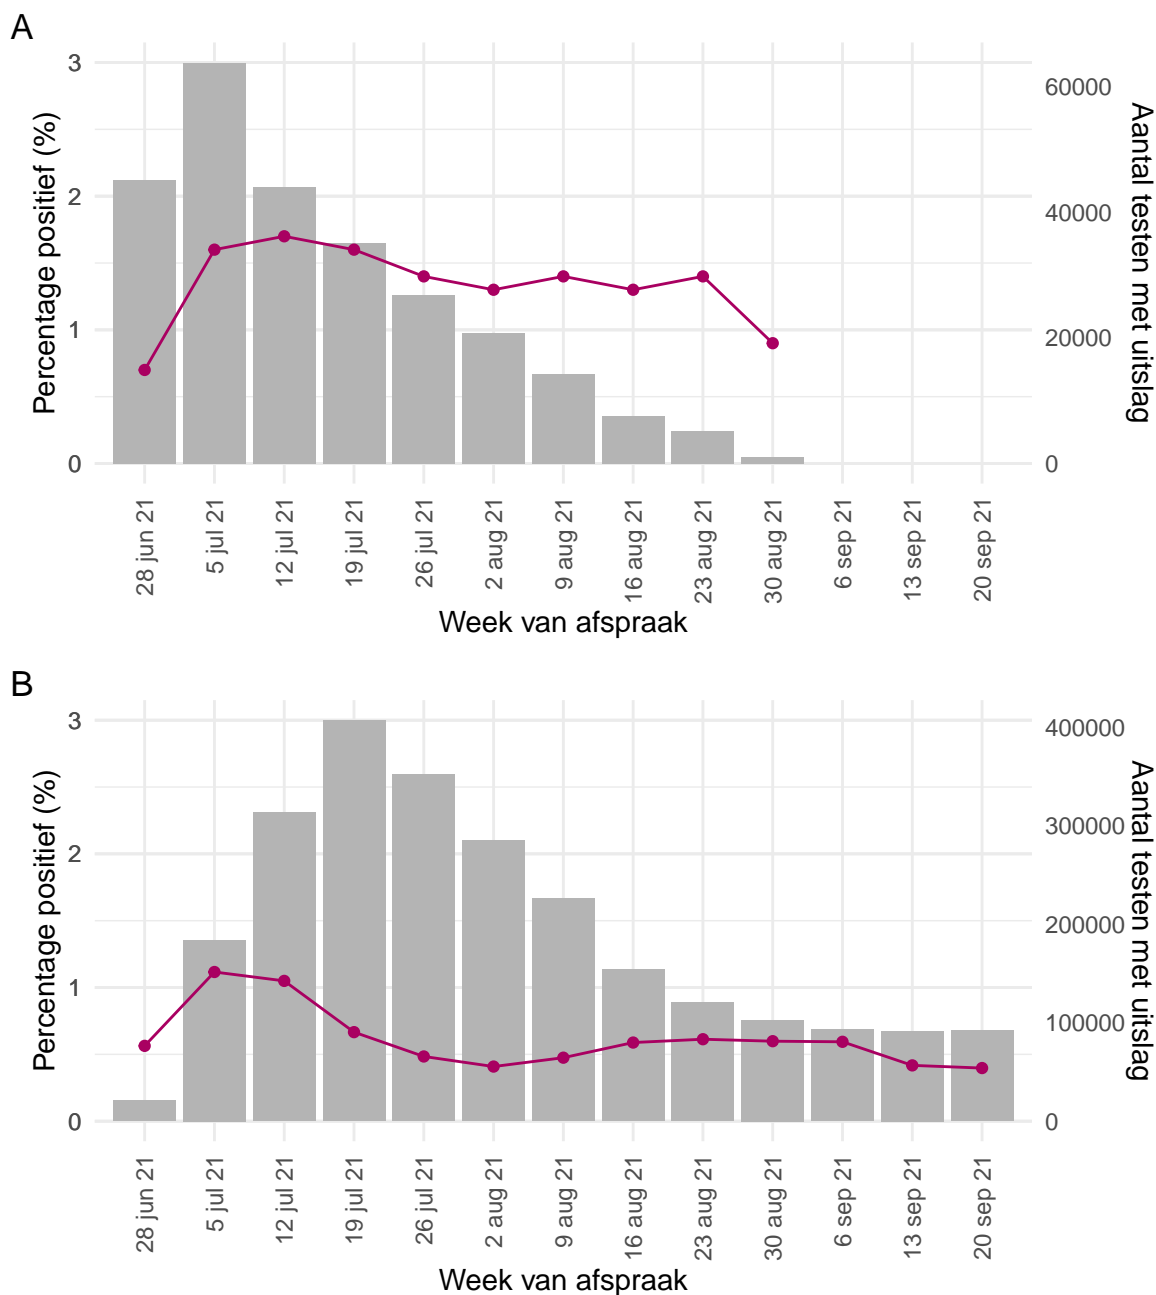 A
Percentage positief (%)
3
2
1
0
60000
40000
20000
0
Aantal testen met uitslag
28 jun 21
5 jul 21
12 jul 21
19 jul 21
26 jul 21
2 aug 21
9 aug 21
16 aug 21
23 aug 21
30 aug 21
6 sep 21
13 sep 21
20 sep 21
Week van afspraak
B
Percentage positief (%)
3
2
1
0
400000
300000
200000
100000
0
Aantal testen met uitslag
28 jun 21
5 jul 21
12 jul 21
19 jul 21
26 jul 21
2 aug 21
9 aug 21
16 aug 21
23 aug 21
30 aug 21
6 sep 21
13 sep 21
20 sep 21
Week van afspraak